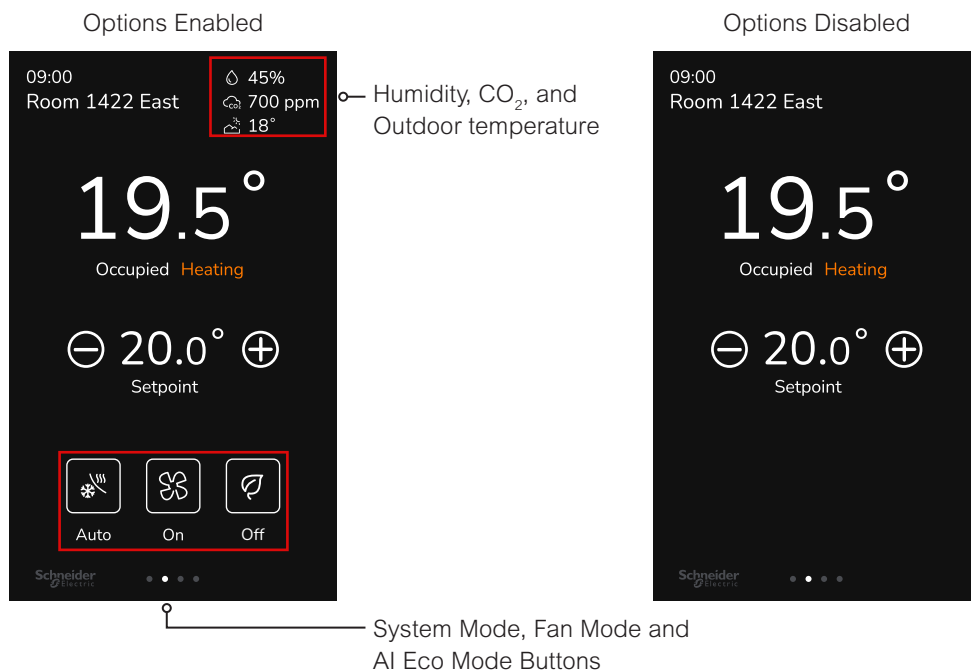 Options Enabled
Options Disabled
09:00
Room 1422 East
45%
CO₂ 700 ppm
18°
Humidity, CO₂, and
Outdoor temperature
19.5°
Occupied Heating
20.0°
Setpoint
Auto On Off
Schneider
Electric
System Mode, Fan Mode and
AI Eco Mode Buttons
09:00
Room 1422 East
19.5°
Occupied Heating
20.0°
Setpoint
Schneider
Electric